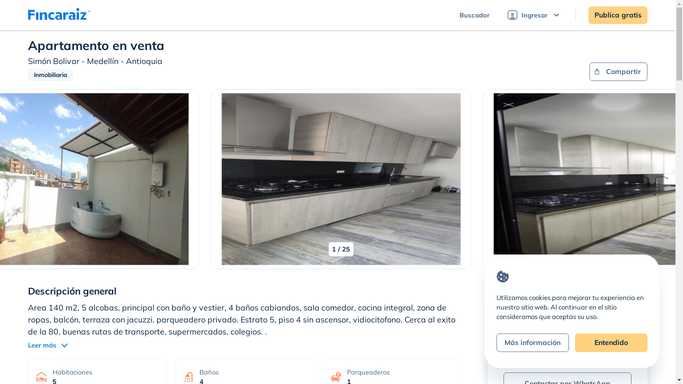 Fincaraiz
Buscador
Ingresar
Publica gratis
Apartamento en venta
Simón Bolivar - Medellín - Antioquia
Inmobiliaria
Compartir
1 / 25
Descripción general
Area 140 m2, 5 alcobas, principal con baño y vestier, 4 baños cabiandos, sala comedor, cocina integral, zona de
ropas, balcón, terraza con jacuzzi. parqueadero privado. Estrato 5, piso 4 sin ascensor, vidiocitofono. Cerca al exito
de la 80, buenas rutas de transporte, supermercados, colegios. .
Leer más
Habitaciones
5
Baños
4
Parqueaderos
1
Utilizamos cookies para mejorar tu experiencia en
nuestro sitio web. Al continuar en el sitio
consideramos que aceptas su uso.
Más información
Entendido
Contactar por WhatsApp